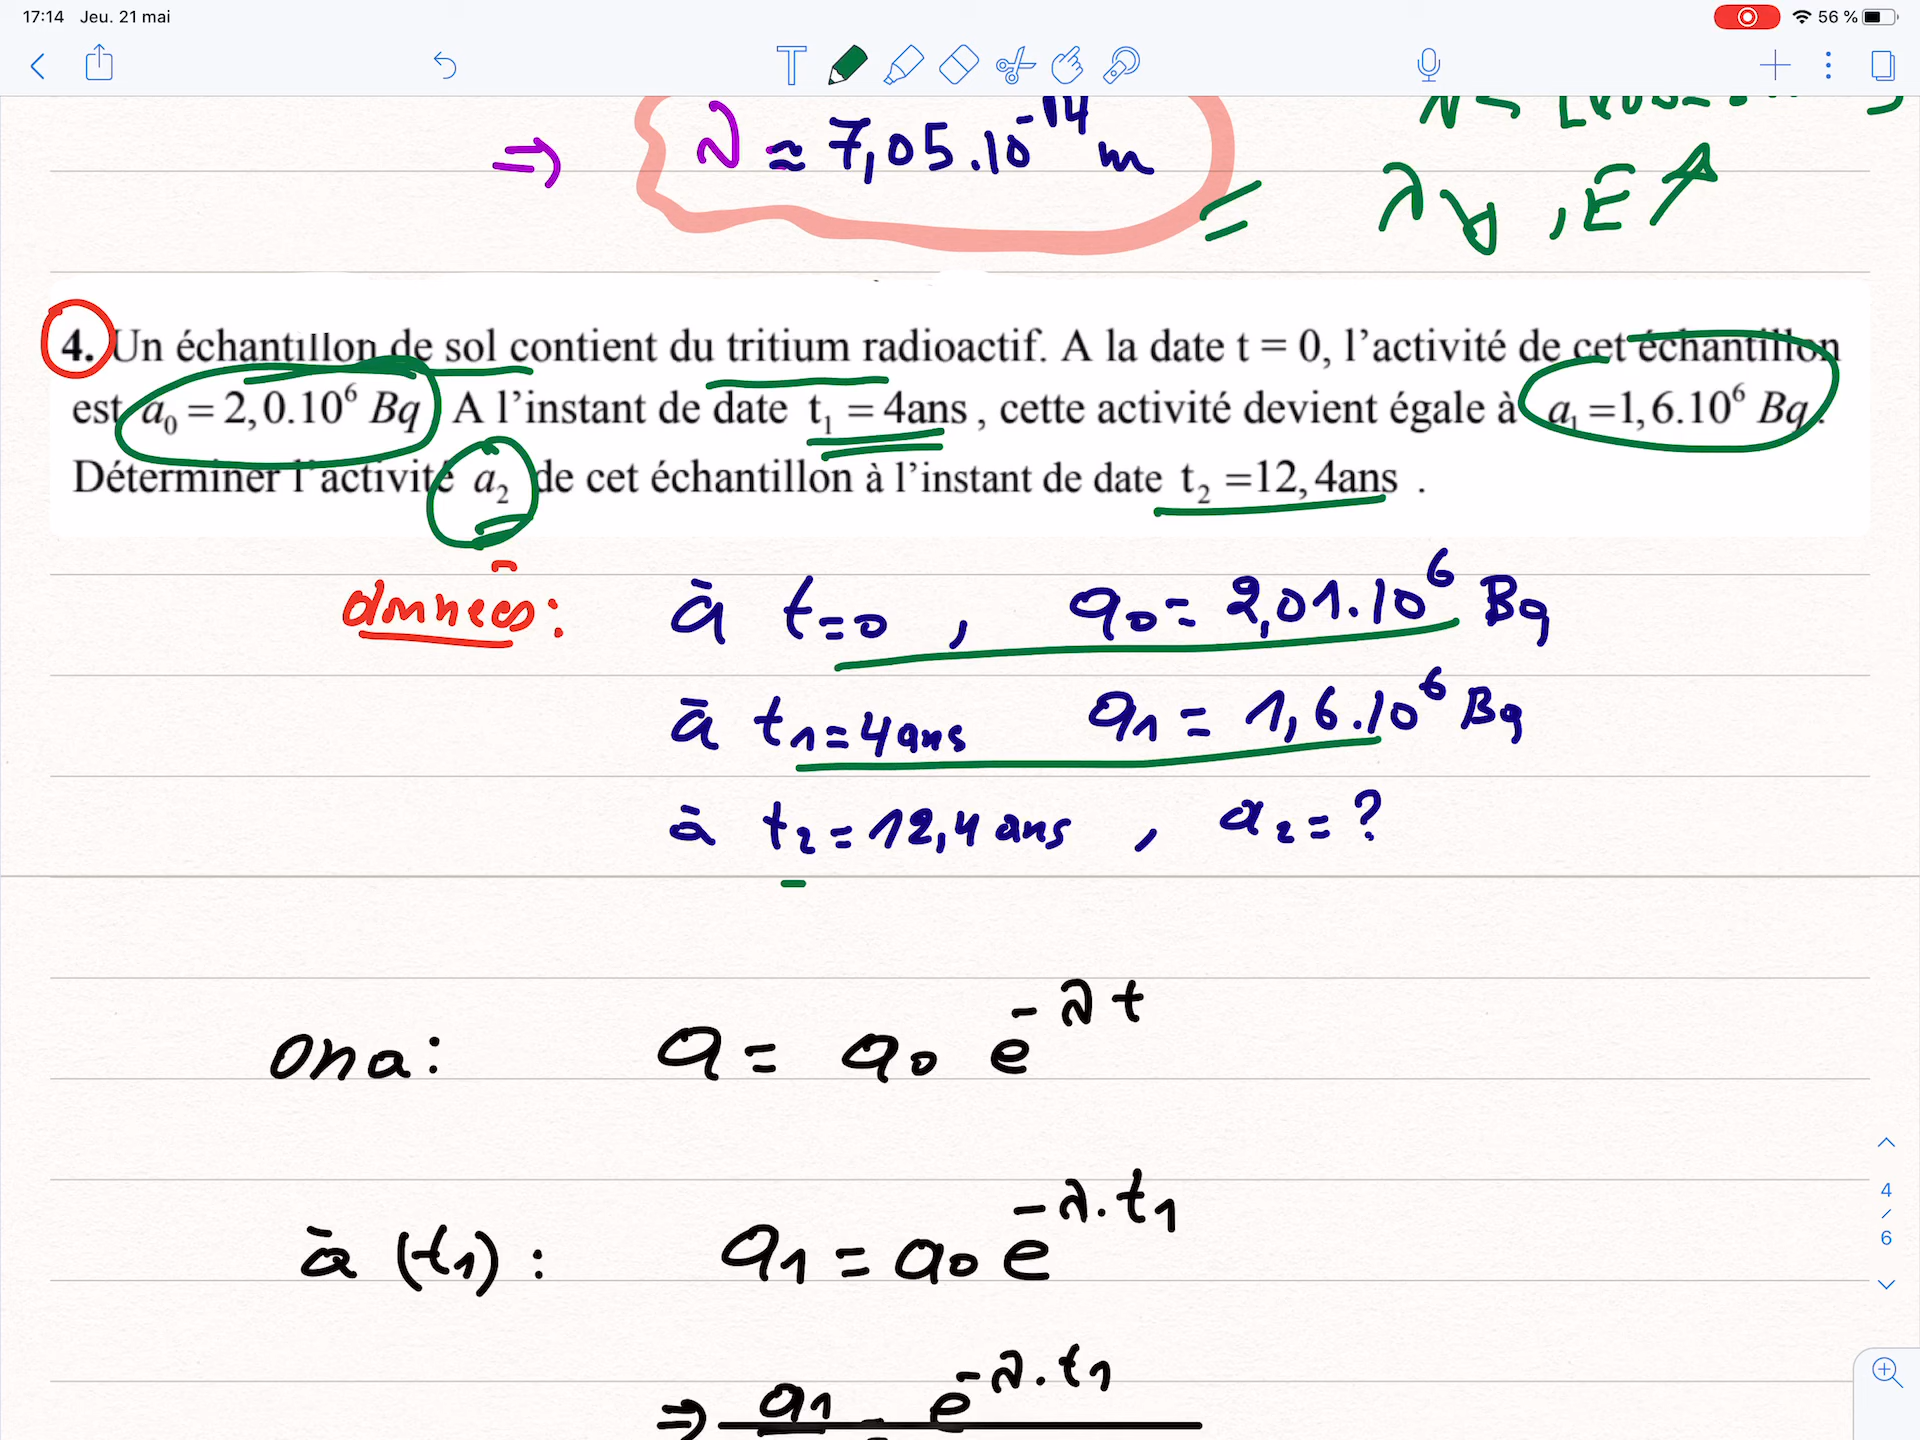 17:14 Jeu. 21 mai 56 %
⇒ λ ≈ 7,05.10⁻¹⁴ m
λ ↘ , E ↗
4. Un échantillon de sol contient du tritium radioactif. A la date t = 0, l'activité de cet échantillon
est a₀ = 2,0.10⁶ Bq A l'instant de date t₁ = 4ans , cette activité devient égale à a₁ =1,6.10⁶ Bq.
Déterminer l'activité a₂ de cet échantillon à l'instant de date t₂ =12,4ans .
données: à t=0 , a₀ = 2,01.10⁶ Bq
à t₁=4ans a₁ = 1,6.10⁶ Bq
à t₂=12,4 ans , a₂ = ?
ona: a = a₀ e^(-λt)
à (t₁) : a₁ = a₀ e^(-λ.t₁)
⇒ a₁ = e^(-λ.t₁)
4
/
6